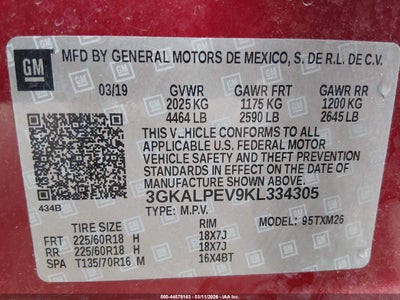 GM
MFD BY GENERAL MOTORS DE MEXICO, S. DE R.L. DE C.V.
03/19 GVWR GAWR FRT GAWR RR
2025 KG 1175 KG 1200 KG
4464 LB 2590 LB 2645 LB
THIS VEHICLE CONFORMS TO ALL
APPLICABLE U.S. FEDERAL MOTOR
VEHICLE SAFETY AND THEFT
PREVENTION STANDARDS IN EFFECT ON
THE DATE OF MANUFACTURE SHOWN ABOVE.
434B
3GKALPEV9KL334305
TYPE: M.P.V. MODEL: 95TXM26
TIRE SIZE RIM
FRT 225/60R18 H 18X7J
RR 225/60R18 H 18X7J
SPA T135/70R16 M 16X4BT
000-44578143 - 03/11/2026 -